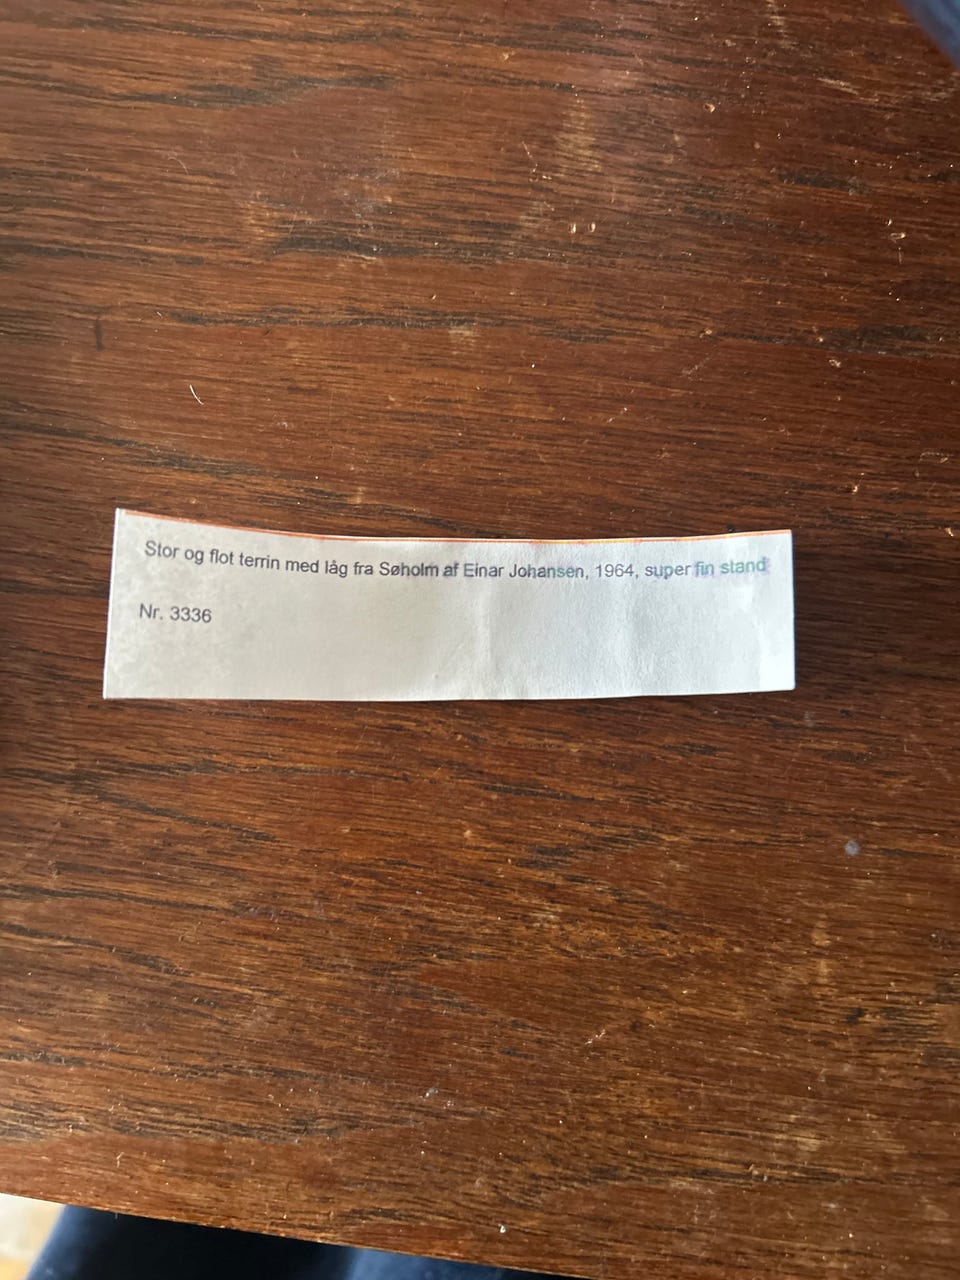 Stor og flot terrin med låg fra Søholm af Einar Johansen, 1964, super fin stand
Nr. 3336